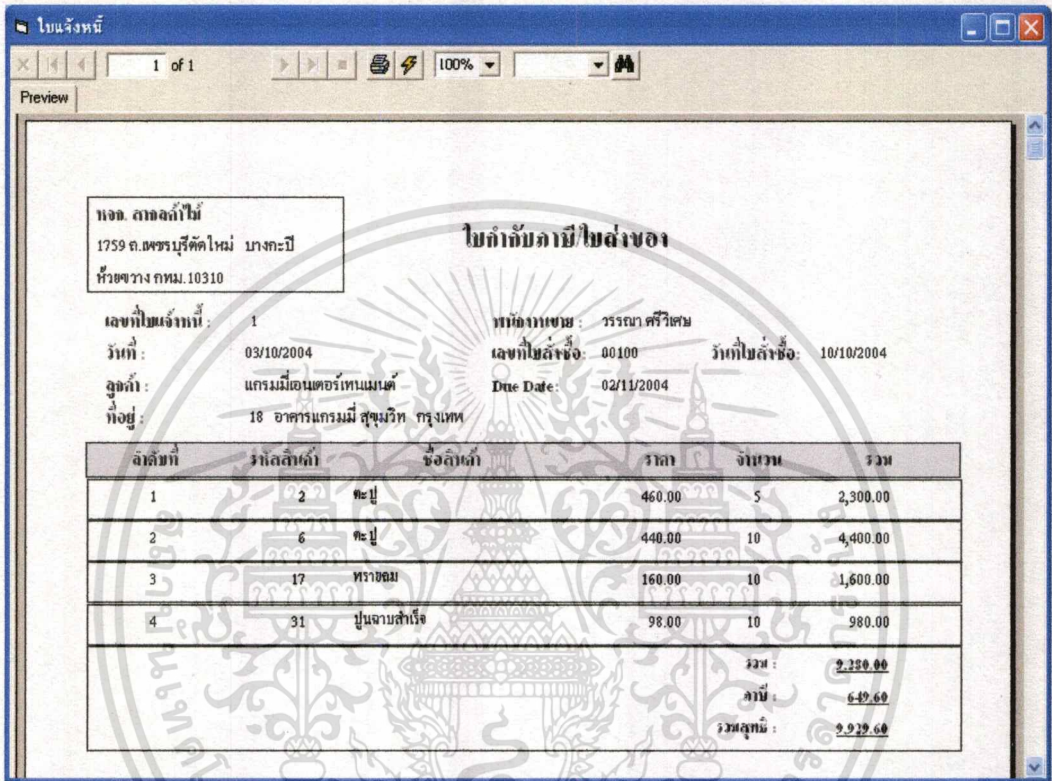 ใบแจ้งหนี้
1 of 1 100%
Preview
หจก. สากลค้าไม้
1759 ถ.เพชรบุรีตัดใหม่ บางกะปิ
ห้วยขวาง กทม.10310
ใบกำกับภาษี/ใบส่งของ
เลขที่ใบแจ้งหนี้ : 1 พนักงานขาย : วรรณา ศรีวิเศษ
วันที่ : 03/10/2004 เลขที่ใบสั่งซื้อ: 00100 วันที่ใบสั่งซื้อ: 10/10/2004
ลูกค้า : แกรมมี่เอนเตอร์เทนเมนต์ Due Date: 02/11/2004
ที่อยู่ : 18 อาคารแกรมมี่ สุขุมวิท กรุงเทพ
ลำดับที่ รหัสสินค้า ชื่อสินค้า ราคา จำนวน รวม
1 2 ตะปู 460.00 5 2,300.00
2 6 ตะปู 440.00 10 4,400.00
3 17 ทรายถม 160.00 10 1,600.00
4 31 ปูนฉาบสำเร็จ 98.00 10 980.00
รวม : 9,280.00
ภาษี : 649.60
รวมสุทธิ : 9,929.60